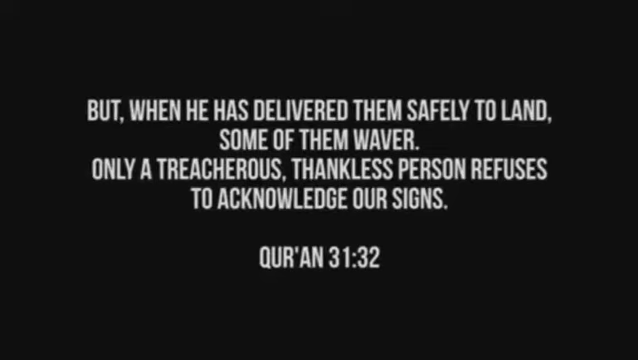 BUT, WHEN HE HAS DELIVERED THEM SAFELY TO LAND,
SOME OF THEM WAVER.
ONLY A TREACHEROUS, THANKLESS PERSON REFUSES
TO ACKNOWLEDGE OUR SIGNS.
QUR'AN 31:32